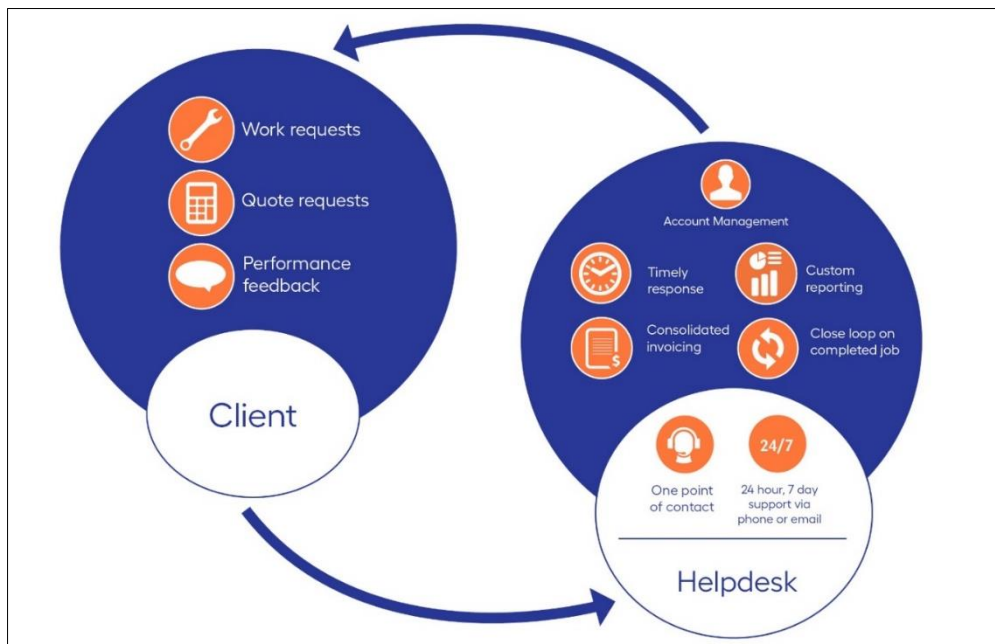 Work requests
Quote requests
Performance
feedback
Client
Account Management
Timely
response
Custom
reporting
Consolidated
invoicing
$
Close loop on
completed job
One point
of contact
24/7
24 hour, 7 day
support via
phone or email
Helpdesk